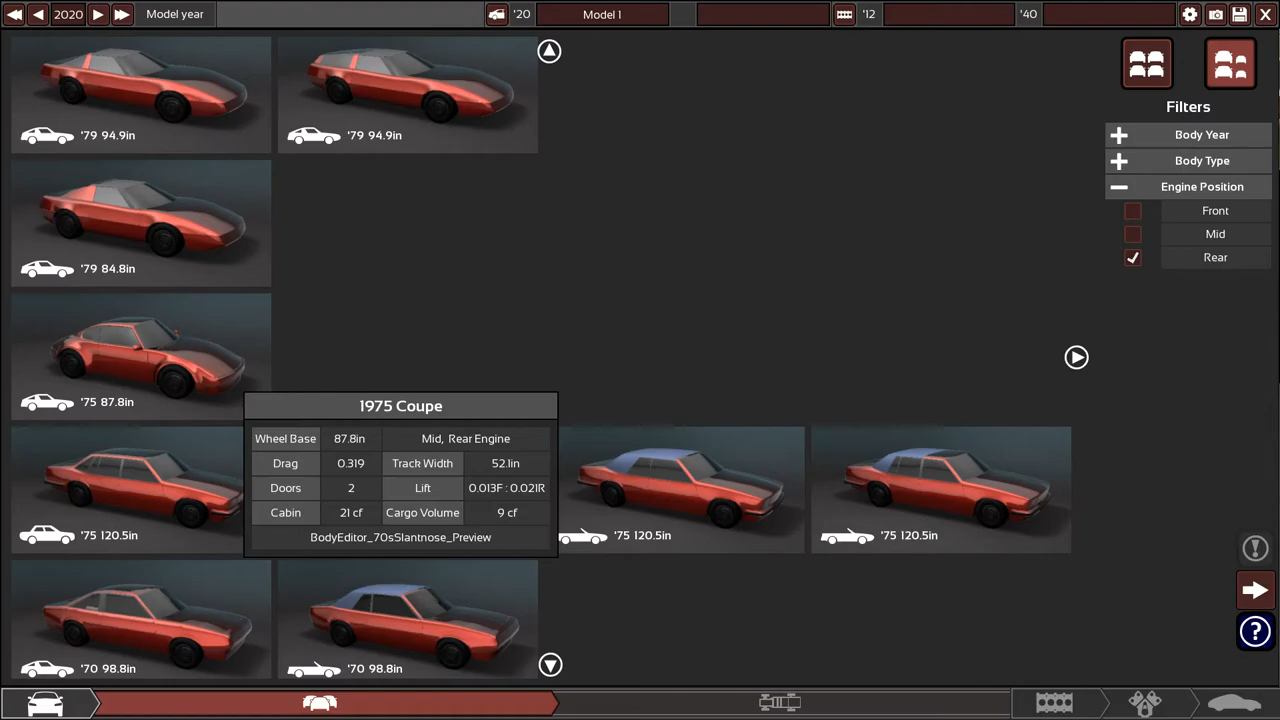 2020 Model year '20 Model 1 '12 '40
'79 94.9in '79 94.9in
Filters
Body Year
Body Type
Engine Position
Front
Mid
Rear
'79 84.8in
'75 87.8in
1975 Coupe
Wheel Base 87.8in Mid, Rear Engine
Drag 0.319 Track Width 52.1in
Doors 2 Lift 0.013F : 0.021R
Cabin 21 cf Cargo Volume 9 cf
BodyEditor_70sSlantnose_Preview
'75 120.5in '75 120.5in '75 120.5in
'70 98.8in '70 98.8in